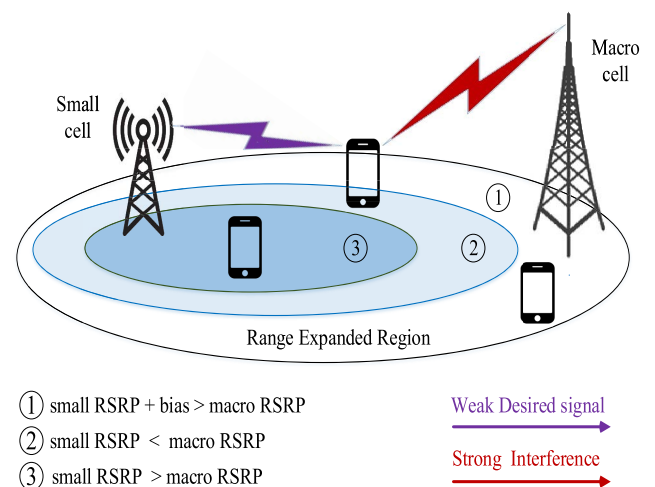 Macro
cell
Small
cell
①
③
②
Range Expanded Region
① small RSRP + bias > macro RSRP
② small RSRP < macro RSRP
③ small RSRP > macro RSRP
Weak Desired signal
Strong Interference